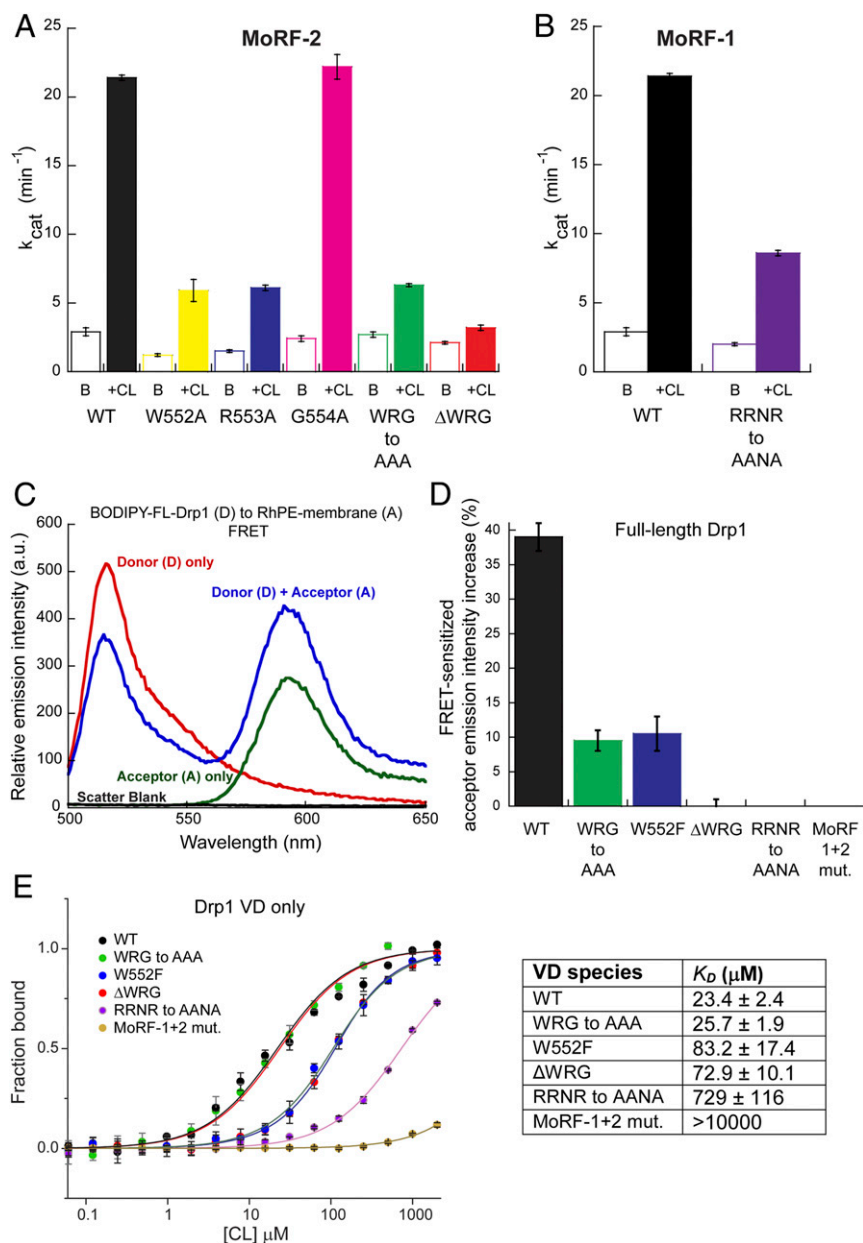 A
MoRF-2
25
20
15
10
5
0
k cat (min⁻¹)
B +CL B +CL B +CL B +CL B +CL B +CL
WT W552A R553A G554A WRG to AAA ΔWRG
B
MoRF-1
25
20
15
10
5
0
k cat (min⁻¹)
B +CL B +CL
WT RRNR to AANA
C
BODIPY-FL-Drp1 (D) to RhPE-membrane (A)
FRET
600
500
400
300
200
100
0
Relative emission intensity (a.u.)
Donor (D) only
Donor (D) + Acceptor (A)
Acceptor (A) only
Scatter Blank
500 550 600 650
Wavelength (nm)
D
Full-length Drp1
40
35
30
25
20
15
10
5
0
FRET-sensitized
acceptor emission intensity increase (%)
WT WRG to AAA W552F ΔWRG RRNR to AANA MoRF 1+2 mut.
E
Drp1 VD only
WT
WRG to AAA
W552F
ΔWRG
RRNR to AANA
MoRF-1+2 mut.
1.0
0.5
0.0
Fraction bound
0.1 1 10 100 1000
[CL] μM
VD species K_D (μM)
WT 23.4 ± 2.4
WRG to AAA 25.7 ± 1.9
W552F 83.2 ± 17.4
ΔWRG 72.9 ± 10.1
RRNR to AANA 729 ± 116
MoRF-1+2 mut. >10000